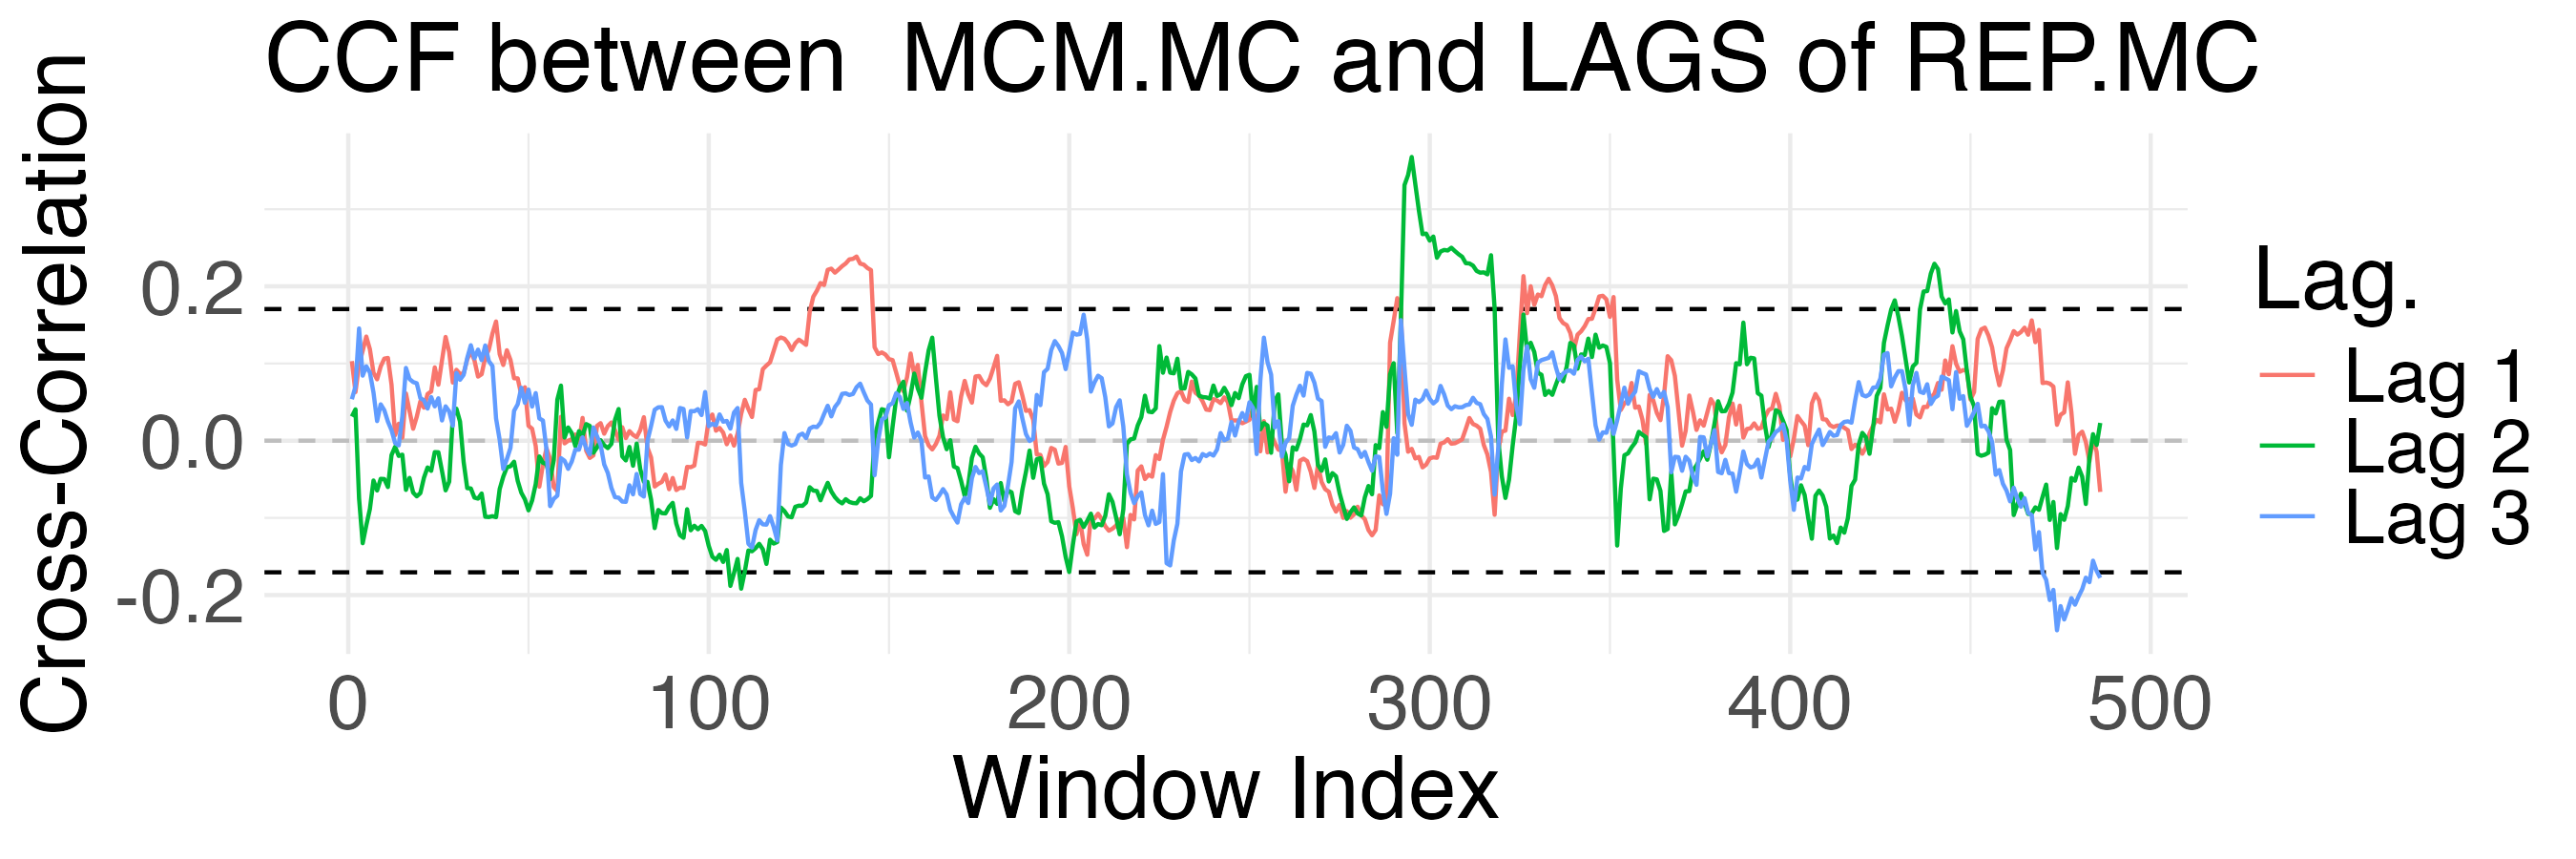 CCF between  MCM.MC and LAGS of REP.MC
Cross-Correlation
0.2
0.0
-0.2
0 100 200 300 400 500
Window Index
Lag.
Lag 1
Lag 2
Lag 3